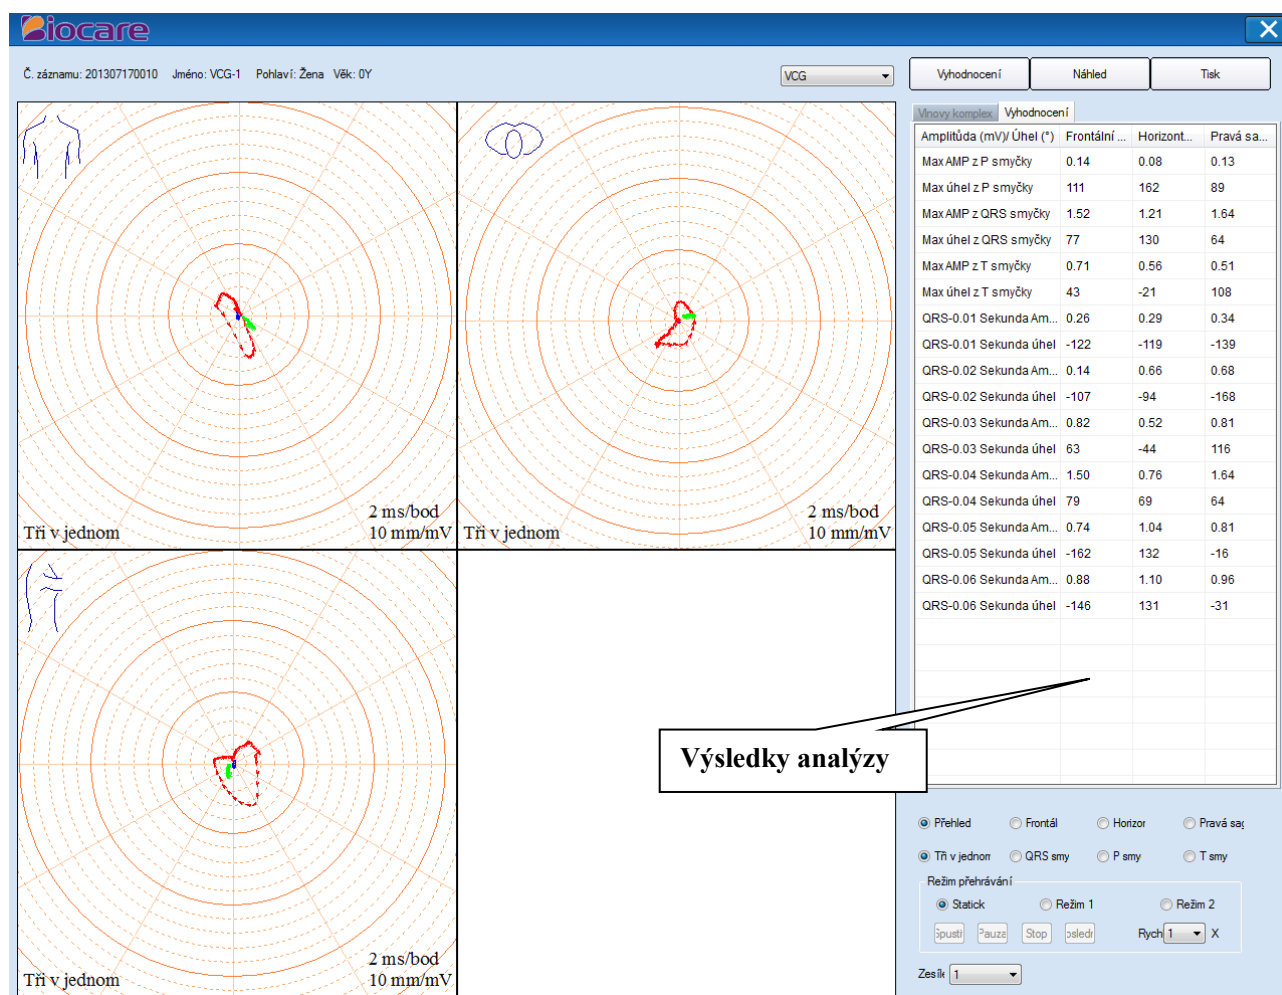 Biocare
Č. záznamu: 201307170010 Jméno: VCG-1 Pohlaví: Žena Věk: 0Y
VCG
Vyhodnocení Náhled Tisk
Vlnovy komplex Vyhodnocení
Amplitůda (mV)/ Úhel (°) Frontální ... Horizont... Pravá sa...
Max AMP z P smyčky 0.14 0.08 0.13
Max úhel z P smyčky 111 162 89
Max AMP z QRS smyčky 1.52 1.21 1.64
Max úhel z QRS smyčky 77 130 64
Max AMP z T smyčky 0.71 0.56 0.51
Max úhel z T smyčky 43 -21 108
QRS-0.01 Sekunda Am... 0.26 0.29 0.34
QRS-0.01 Sekunda úhel -122 -119 -139
QRS-0.02 Sekunda Am... 0.14 0.66 0.68
QRS-0.02 Sekunda úhel -107 -94 -168
QRS-0.03 Sekunda Am... 0.82 0.52 0.81
QRS-0.03 Sekunda úhel 63 -44 116
QRS-0.04 Sekunda Am... 1.50 0.76 1.64
QRS-0.04 Sekunda úhel 79 69 64
QRS-0.05 Sekunda Am... 0.74 1.04 0.81
QRS-0.05 Sekunda úhel -162 132 -16
QRS-0.06 Sekunda Am... 0.88 1.10 0.96
QRS-0.06 Sekunda úhel -146 131 -31
2 ms/bod
Tři v jednom 10 mm/mV
2 ms/bod
Tři v jednom 10 mm/mV
2 ms/bod
Tři v jednom 10 mm/mV
Výsledky analýzy
Přehled Frontál Horizor Pravá sag
Tři v jednom QRS smy P smy T smy
Režim přehrávání
Statick Režim 1 Režim 2
Spustit Pauza Stop osledn Rych 1 X
Zesíle 1